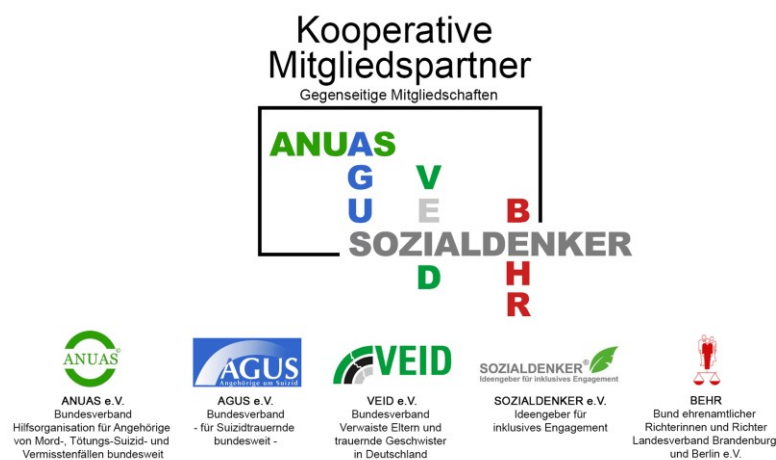 Kooperative
Mitgliedspartner
Gegenseitige Mitgliedschaften
ANUAS
AGUS
VEID
BEHR
SOZIALDENKER
ANUAS®
AGUS
Angehörige um Suizid
VEID
SOZIALDENKER®
Ideengeber für inklusives Engagement
ANUAS e.V.
Bundesverband
Hilfsorganisation für Angehörige
von Mord-, Tötungs-Suizid- und
Vermisstenfällen bundesweit
AGUS e.V.
Bundesverband
- für Suizidtrauernde
bundesweit -
VEID e.V.
Bundesverband
Verwaiste Eltern und
trauernde Geschwister
in Deutschland
SOZIALDENKER e.V.
Ideengeber für
inklusives Engagement
BEHR
Bund ehrenamtlicher
Richterinnen und Richter
Landesverband Brandenburg
und Berlin e.V.